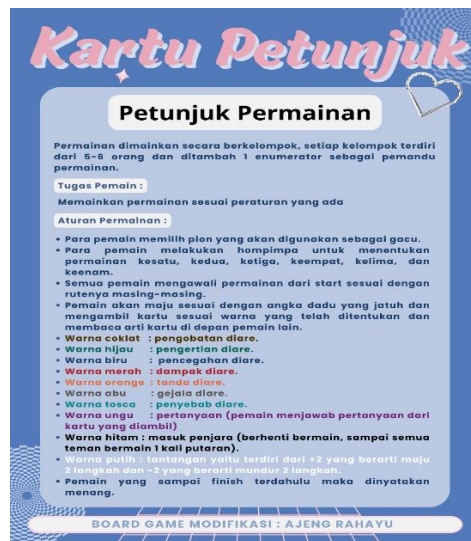 Kartu Petunjuk
Petunjuk Permainan
Permainan dimainkan secara berkelompok, setiap kelompok terdiri
dari 5-6 orang dan ditambah 1 enumerator sebagai pemandu
permainan.
Tugas Pemain :
Memainkan permainan sesuai peraturan yang ada
Aturan Permainan :
• Para pemain memilih pion yang akan digunakan sebagai gacu.
• Para pemain melakukan hompimpa untuk menentukan
permainan kesatu, kedua, ketiga, keempat, kelima, dan
keenam.
• Semua pemain mengawali permainan dari start sesuai dengan
rutenya masing-masing.
• Pemain akan maju sesuai dengan angka dadu yang jatuh dan
mengambil kartu sesuai warna yang telah ditentukan dan
membaca arti kartu di depan pemain lain.
• Warna coklat : pengobatan diare.
• Warna hijau : pengertian diare.
• Warna biru : pencegahan diare.
• Warna merah : dampak diare.
• Warna orange : tanda diare.
• Warna abu : gejala diare.
• Warna tosca : penyebab diare.
• Warna ungu : pertanyaan (pemain menjawab pertanyaan dari
kartu yang diambil)
• Warna hitam : masuk penjara (berhenti bermain, sampai semua
teman bermain 1 kali putaran).
• Warna putih : tantangan yaitu terdiri dari +2 yang berarti maju
2 langkah dan -2 yang berarti mundur 2 langkah.
• Pemain yang sampai finish terdahulu maka dinyatakan
menang.
BOARD GAME MODIFIKASI : AJENG RAHAYU